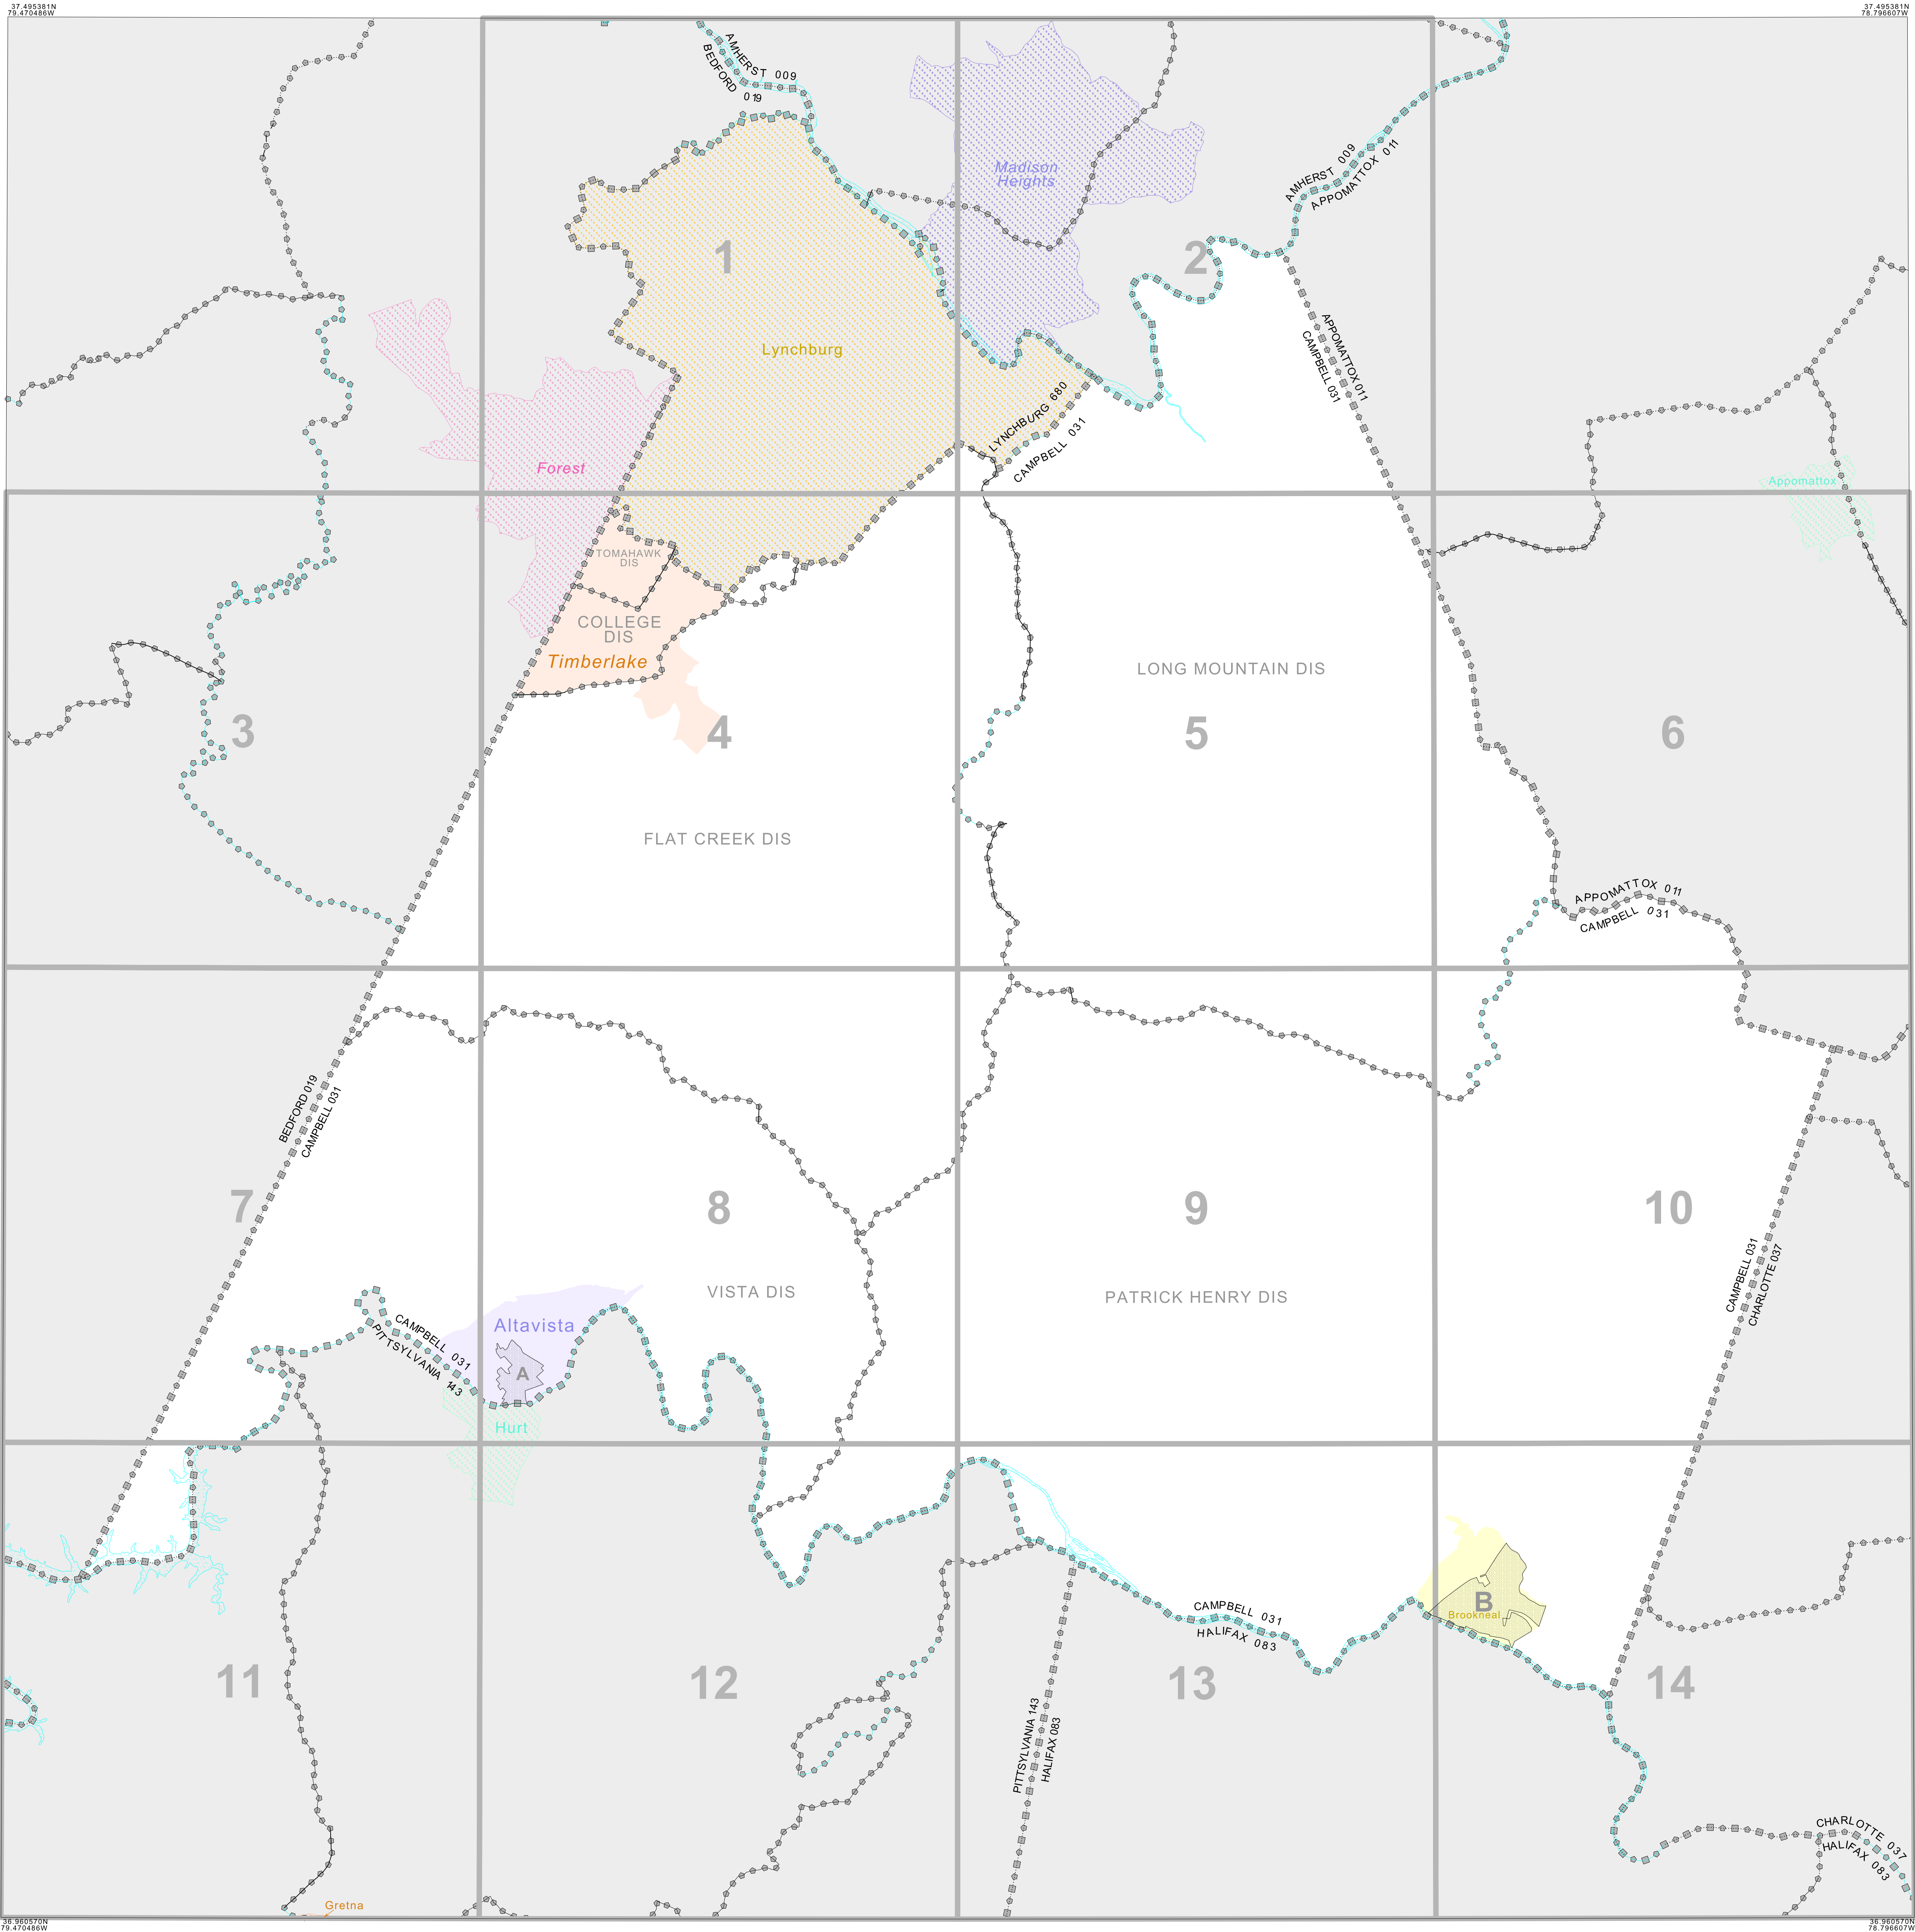 37.495381N
79.470486W
37.495381N
78.796607W
AMHERST 009
BEDFORD 019
Madison
Heights
AMHERST 009
APPOMATTOX 011
1
2
Lynchburg
APPOMATTOX 011
CAMPBELL 031
LYNCHBURG 680
CAMPBELL 031
Forest
Appomattox
TOMAHAWK
DIS
COLLEGE
DIS
Timberlake
LONG MOUNTAIN DIS
3
4
5
6
FLAT CREEK DIS
APPOMATTOX 011
CAMPBELL 031
BEDFORD 019
CAMPBELL 031
7
8
9
10
CAMPBELL 031
CHARLOTTE 037
VISTA DIS
PATRICK HENRY DIS
CAMPBELL 031
PITTSYLVANIA 143
Altavista
A
Hurt
CAMPBELL 031
HALIFAX 083
B
Brookneal
11
12
13
14
PITTSYLVANIA 143
HALIFAX 083
CHARLOTTE 037
HALIFAX 083
Gretna
36.960570N
79.470486W
36.960570N
78.796607W